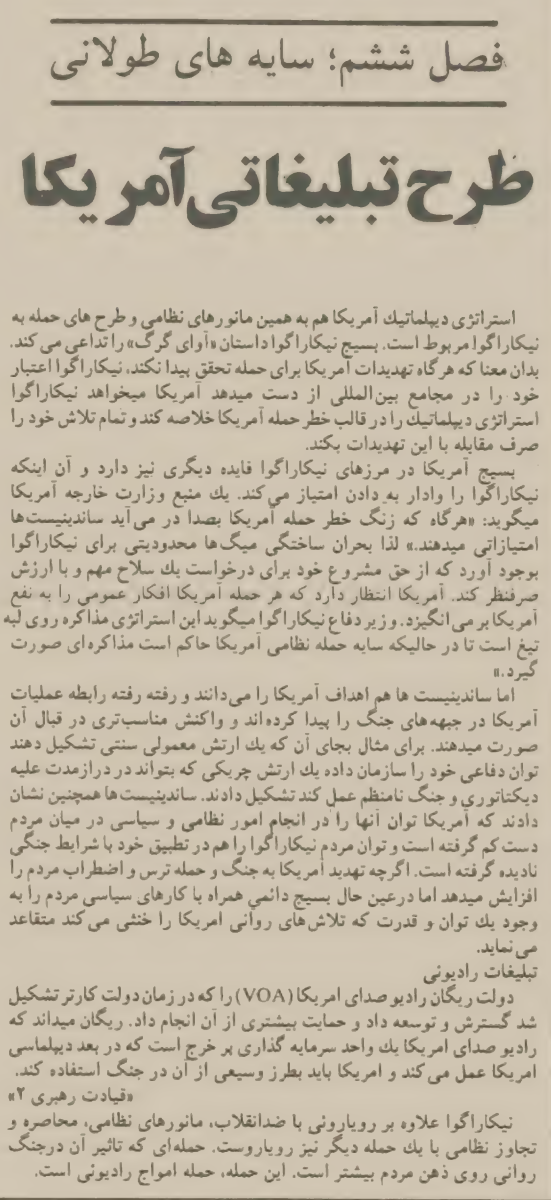 فصل ششم؛ سایه های طولانی
طرح تبلیغاتی آمریکا
استراتژی دیپلماتیك آمریکا هم به همین مانورهای نظامی و طرح های حمله به
نیکاراگوا مربوط است. بسیج نیکاراگوا داستان «آوای گرگ» را تداعی می کند.
بدان معنا که هرگاه تهدیدات آمریکا برای حمله تحقق پیدا نکند، نیکاراگوا اعتبار
خود را در مجامع بین‌المللی از دست میدهد آمریکا میخواهد نیکاراگوا
استراتژی دیپلماتیك را در قالب خطر حمله آمریکا خلاصه کند و تمام تلاش خود را
صرف مقابله با این تهدیدات بکند.
بسیج آمریکا در مرزهای نیکاراگوا فایده دیگری نیز دارد و آن اینکه
نیکاراگوا را وادار به دادن امتیاز می کند. یك منبع وزارت خارجه آمریکا
میگوید: «هرگاه که زنگ خطر حمله آمریکا بصدا در می آید ساندینیست‌ها
امتیازاتی میدهند.» لذا بحران ساختگی میگ‌ها محدودیتی برای نیکاراگوا
بوجود آورد که از حق مشروع خود برای درخواست یك سلاح مهم و با ارزش
صرفنظر کند. آمریکا انتظار دارد که هر حمله آمریکا افکار عمومی را به نفع
آمریکا بر می انگیزد. وزیر دفاع نیکاراگوا میگوید این استراتژی مذاکره روی لبه
تیغ است تا در حالیکه سایه حمله نظامی آمریکا حاکم است مذاکره‌ای صورت
گیرد.»
اما ساندینیست ها هم اهداف آمریکا را می‌دانند و رفته رفته رابطه عملیات
آمریکا در جبهه‌های جنگ را پیدا کرده‌اند و واکنش مناسب‌تری در قبال آن
صورت میدهند. برای مثال بجای آن که یك ارتش معمولی سنتی تشکیل دهند
توان دفاعی خود را سازمان داده یك ارتش چریکی که بتواند در درازمدت علیه
دیکتاتوری و جنگ نامنظم عمل کند تشکیل دادند. ساندینیست‌ها همچنین نشان
دادند که آمریکا توان آنها را در انجام امور نظامی و سیاسی در میان مردم
دست کم گرفته است و توان مردم نیکاراگوا را هم در تطبیق خود با شرایط جنگی
نادیده گرفته است. اگرچه تهدید آمریکا به جنگ و حمله ترس و اضطراب مردم را
افزایش میدهد اما درعین حال بسیج دائمی همراه با کارهای سیاسی مردم را به
وجود یك توان و قدرت که تلاش‌های روانی امریکا را خنثی می کند متقاعد
می نماید.
تبلیغات رادیوئی
دولت ریگان رادیو صدای امریکا (VOA) را که در زمان دولت کارتر تشکیل
شد گسترش و توسعه داد و حمایت بیشتری از آن انجام داد. ریگان میداند که
رادیو صدای امریکا یك واحد سرمایه گذاری پر خرج است که در بعد دیپلماسی
امریکا عمل می کند و امریکا باید بطرز وسیعی از آن در جنگ استفاده کند.
«قیادت رهبری ۲»
نیکاراگوا علاوه بر رویاروئی با ضدانقلاب، مانورهای نظامی، محاصره و
تجاوز نظامی با یك حمله دیگر نیز رویاروست. حمله‌ای که تاثیر آن درجنگ
روانی روی ذهن مردم بیشتر است. این حمله، حمله امواج رادیوئی است.